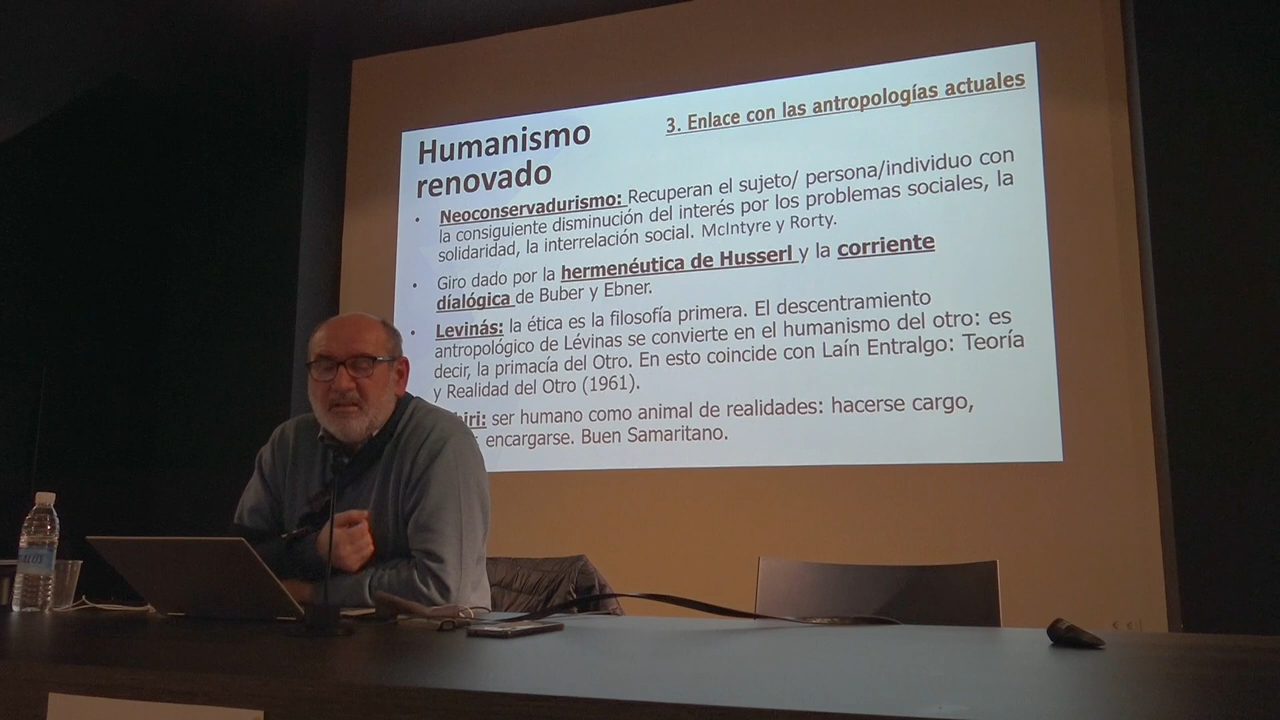 3. Enlace con las antropologías actuales
Humanismo
renovado
• Neoconservadurismo: Recuperan el sujeto/ persona/individuo con
la consiguiente disminución del interés por los problemas sociales, la
solidaridad, la interrelación social. McIntyre y Rorty.
• Giro dado por la hermenéutica de Husserl y la corriente
díalógica de Buber y Ebner.
• Levinás: la ética es la filosofía primera. El descentramiento
antropológico de Lévinas se convierte en el humanismo del otro: es
decir, la primacía del Otro. En esto coincide con Laín Entralgo: Teoría
y Realidad del Otro (1961).
ser humano como animal de realidades: hacerse cargo,
encargarse. Buen Samaritano.